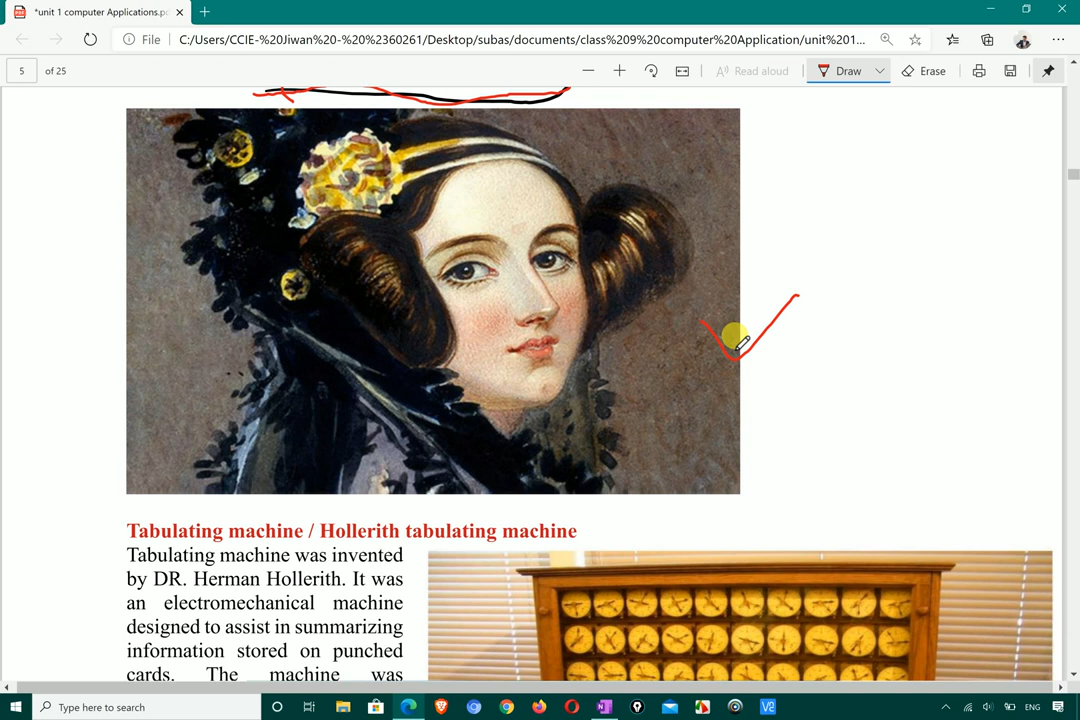 *unit 1 computer Applications.pd
File
C:/Users/CCIE-%20Jiwan%20-%20%2360261/Desktop/subas/documents/class%209%20computer%20Application/unit%201...
5 of 25
Read aloud
Draw
Erase
Tabulating machine / Hollerith tabulating machine
Tabulating machine was invented
by DR. Herman Hollerith. It was
an electromechanical machine
designed to assist in summarizing
information stored on punched
cards. The machine was
Type here to search
ENG